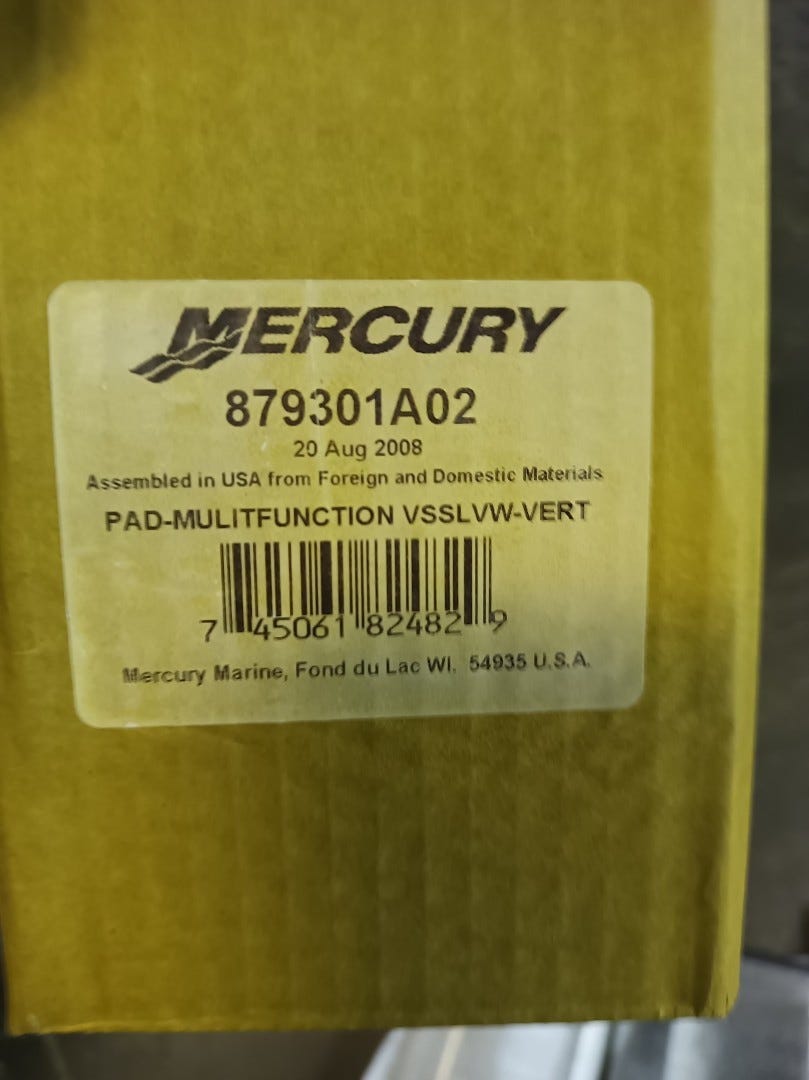 MERCURY
879301A02
20 Aug 2008
Assembled in USA from Foreign and Domestic Materials
PAD-MULITFUNCTION VSSLVW-VERT
7 45061 82482 9
Mercury Marine, Fond du Lac WI. 54935 U.S.A.